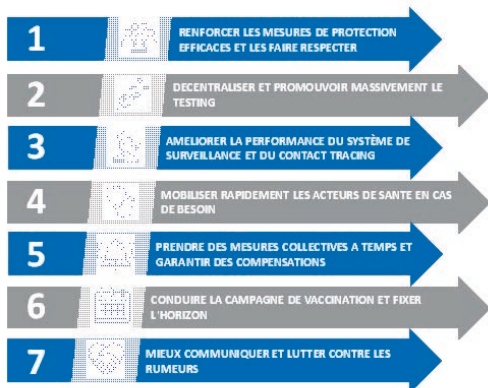 1
RENFORCER LES MESURES DE PROTECTION
EFFICACES ET LES FAIRE RESPECTER
2
DECENTRALISER ET PROMOUVOIR MASSIVEMENT LE
TESTING
3
AMELIORER LA PERFORMANCE DU SYSTÈME DE
SURVEILLANCE ET DU CONTACT TRACING
4
MOBILISER RAPIDEMENT LES ACTEURS DE SANTE EN CAS
DE BESOIN
5
PRENDRE DES MESURES COLLECTIVES A TEMPS ET
GARANTIR DES COMPENSATIONS
6
CONDUIRE LA CAMPAGNE DE VACCINATION ET FIXER
L'HORIZON
7
MIEUX COMMUNIQUER ET LUTTER CONTRE LES
RUMEURS